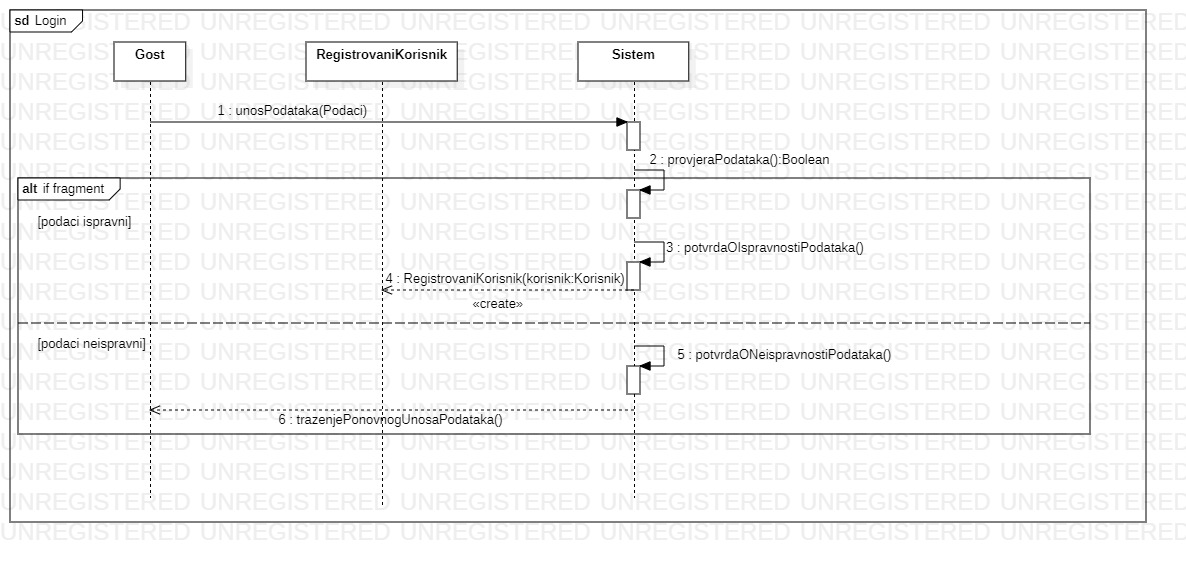 sd Login
Gost
RegistrovaniKorisnik
Sistem
1 : unosPodataka(Podaci)
2 : provjeraPodataka():Boolean
alt if fragment
[podaci ispravni]
3 : potvrdaOIspravnostiPodataka()
4 : RegistrovaniKorisnik(korisnik:Korisnik)
«create»
[podaci neispravni]
5 : potvrdaONeispravnostiPodataka()
6 : trazenjePonovnogUnosaPodataka()
UNREGISTERED UNREGISTERED UNREGISTERED UNREGISTERED UNREGISTERED UNREGISTERED